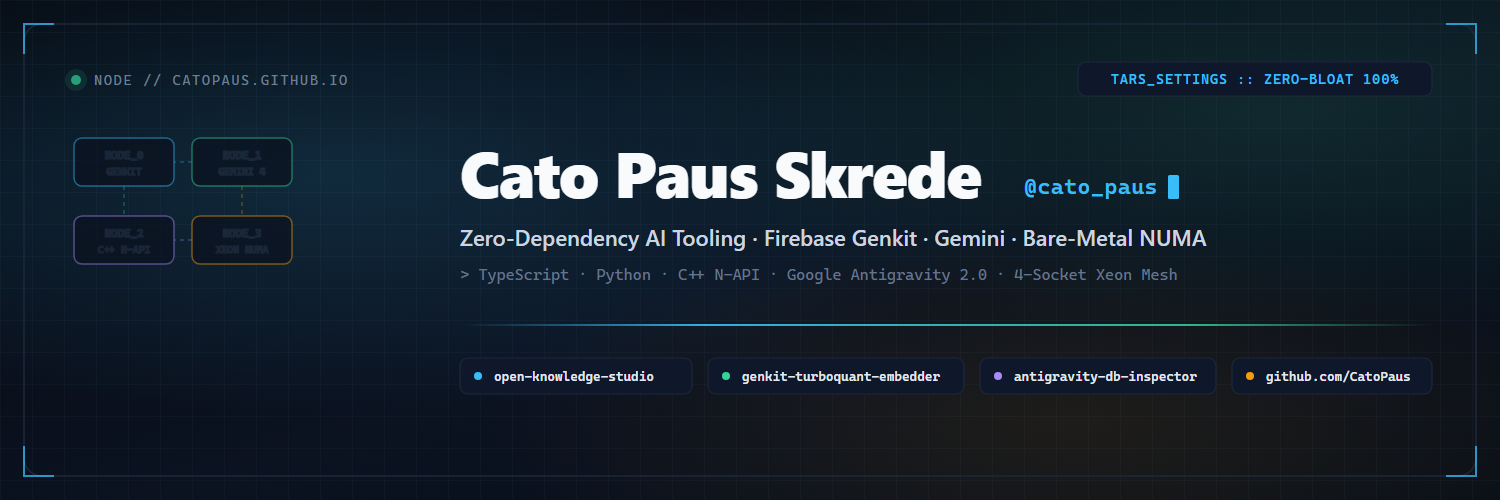 NODE // CATOPAUS.GITHUB.IO
TARS_SETTINGS :: ZERO-BLOAT 100%
NODE_0
GENKIT
NODE_1
GEMINI 4
NODE_2
C++ N-API
NODE_3
XEON NUMA
Cato Paus Skrede
@cato_paus
Zero-Dependency AI Tooling · Firebase Genkit · Gemini · Bare-Metal NUMA
> TypeScript · Python · C++ N-API · Google Antigravity 2.0 · 4-Socket Xeon Mesh
open-knowledge-studio
genkit-turboquant-embedder
antigravity-db-inspector
github.com/CatoPaus